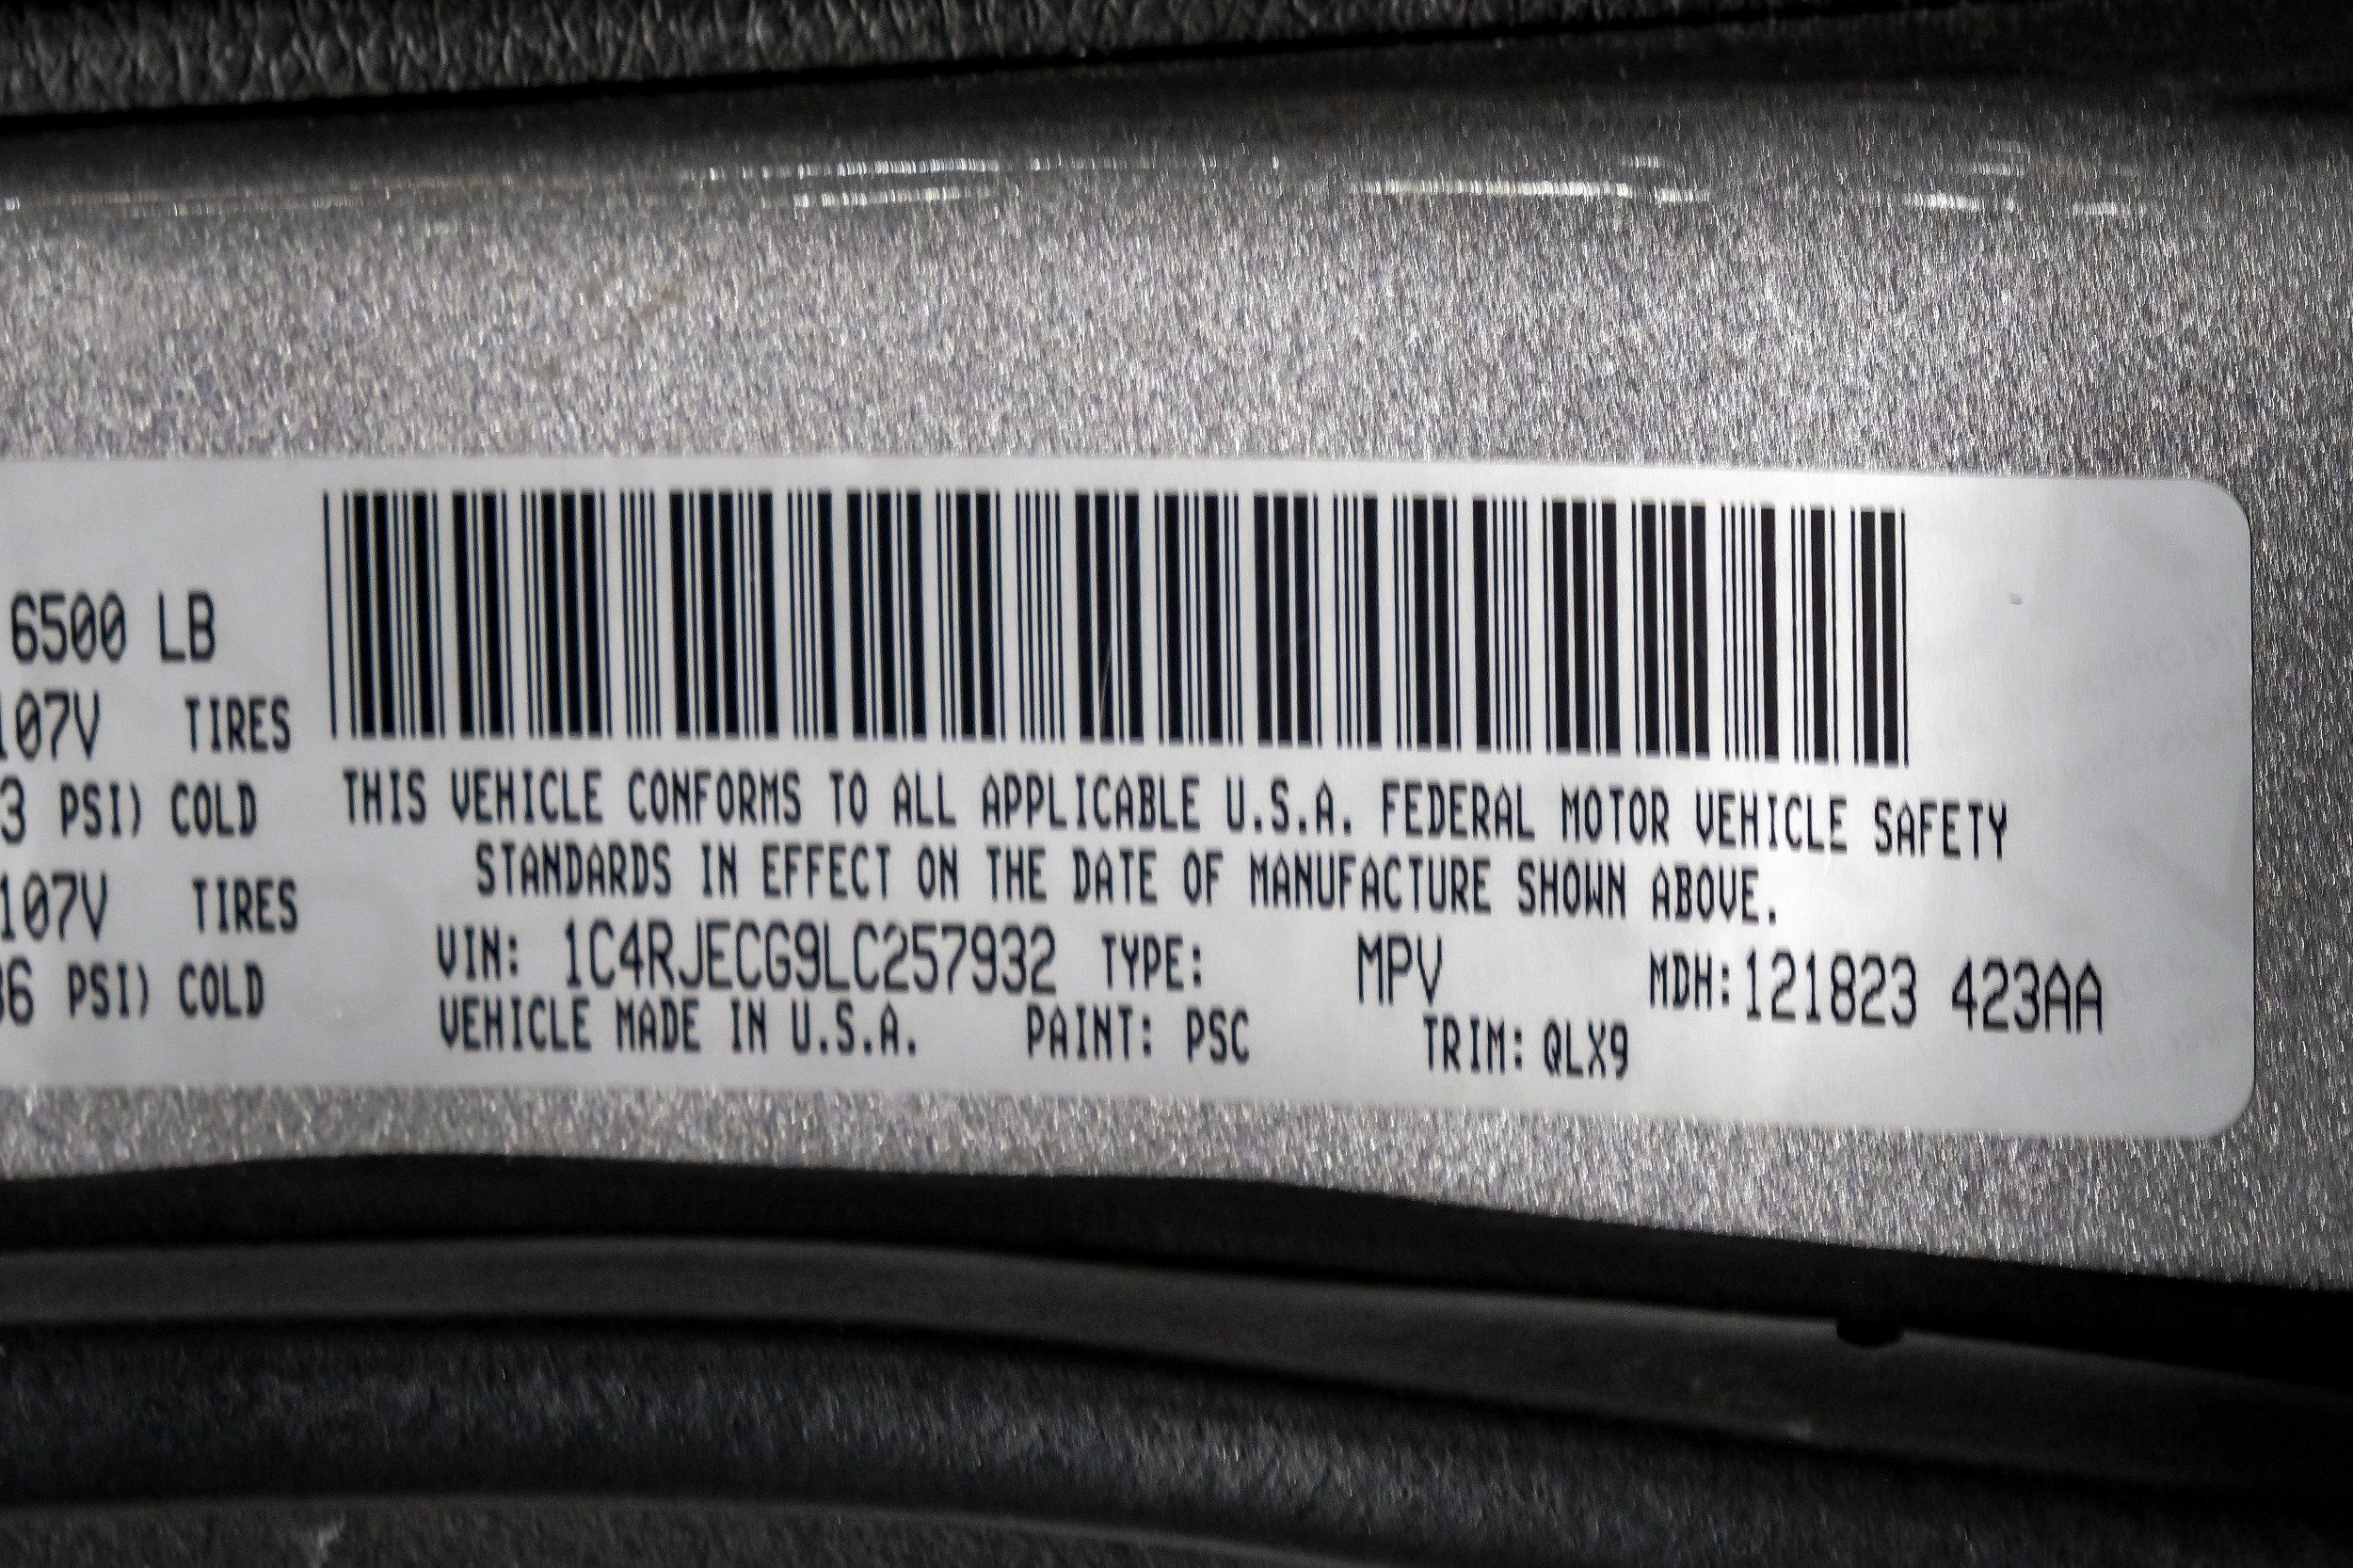 6500 LB
107V TIRES
3 PSI) COLD
107V TIRES
36 PSI) COLD
THIS VEHICLE CONFORMS TO ALL APPLICABLE U.S.A. FEDERAL MOTOR VEHICLE SAFETY
STANDARDS IN EFFECT ON THE DATE OF MANUFACTURE SHOWN ABOVE.
VIN: 1C4RJECG9LC257932 TYPE: MPV MDH: 121823 423AA
VEHICLE MADE IN U.S.A. PAINT: PSC TRIM: QLX9